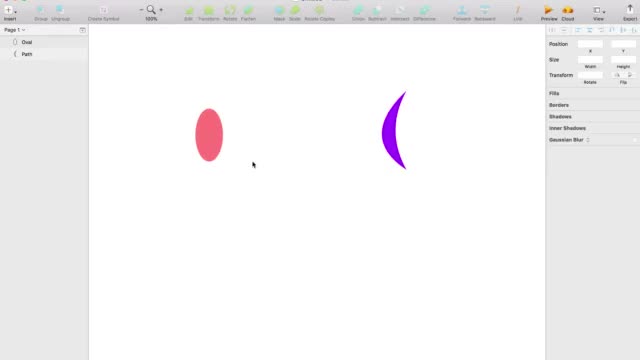 Insert Group Ungroup Create Symbol 120% Edit Transform Rotate Flatten Mask Scale Rotate Copies Union Subtract Intersect Difference Forward Backward Link Preview Cloud View Export
Page 1
Oval
Path
Position
X Y
Size
Width Height
Transform
Rotate Flip
Fills
Borders
Shadows
Inner Shadows
Gaussian Blur